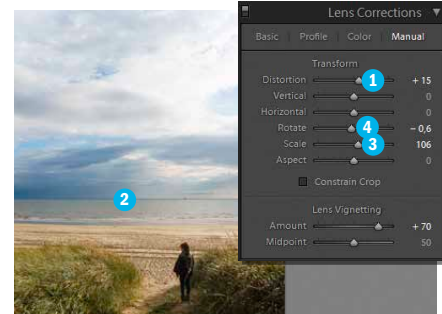 Lens Corrections
Basic Profile Color Manual
Transform
Distortion 1 + 15
Vertical 0
Horizontal 0
Rotate 4 – 0,6
Scale 3 106
Aspect 0
Constrain Crop
2
Lens Vignetting
Amount + 70
Midpoint 50